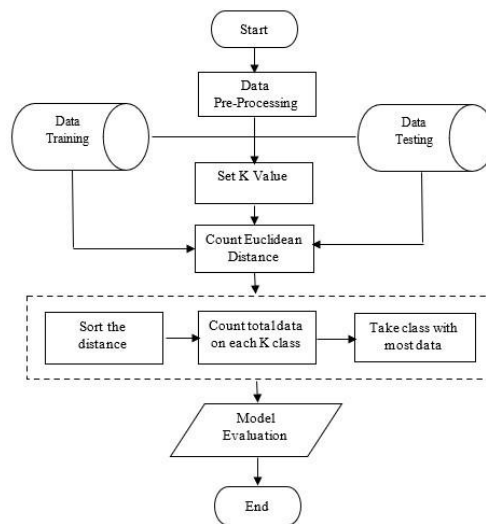 Start
Data
Pre-Processing
Data
Training
Data
Testing
Set K Value
Count Euclidean
Distance
Sort the
distance
Count total data
on each K class
Take class with
most data
Model
Evaluation
End